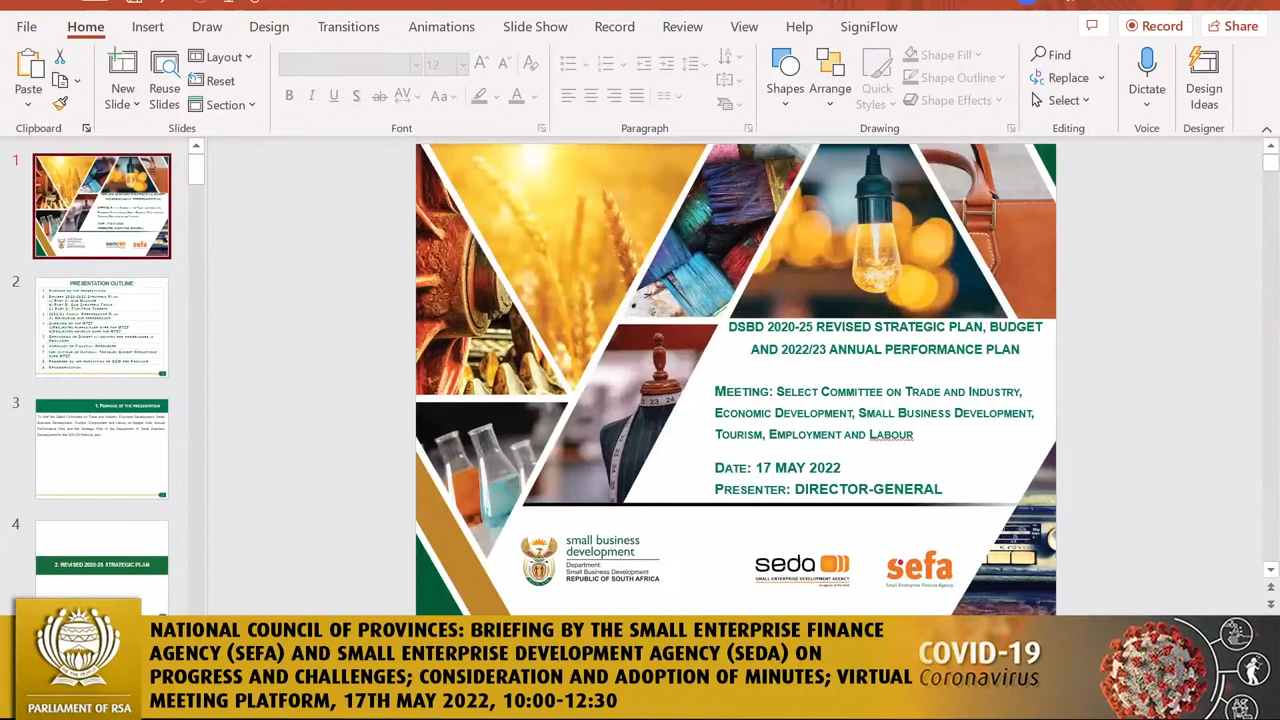 File Home Insert Draw Design Transitions Animations Slide Show Record Review View Help SigniFlow Record Share
Paste Clipboard
New Slide Reuse Slides Layout Reset Section Slides
Font
Paragraph
Shapes Arrange Quick Styles Shape Fill Shape Outline Shape Effects Drawing
Find Replace Select Editing
Dictate Voice
Design Ideas Designer
1
2
PRESENTATION OUTLINE
3
1. PURPOSE OF THE PRESENTATION
4
2. REVISED 2020-25 STRATEGIC PLAN
DSBD 2020-25 REVISED STRATEGIC PLAN, BUDGET
AND 2022/23 ANNUAL PERFORMANCE PLAN
MEETING: SELECT COMMITTEE ON TRADE AND INDUSTRY,
ECONOMIC DEVELOPMENT, SMALL BUSINESS DEVELOPMENT,
TOURISM, EMPLOYMENT AND LABOUR
DATE: 17 MAY 2022
PRESENTER: DIRECTOR-GENERAL
small business
development
Department:
Small Business Development
REPUBLIC OF SOUTH AFRICA
seda
SMALL ENTERPRISE DEVELOPMENT AGENCY
sefa
Small Enterprise Finance Agency
PARLIAMENT OF RSA
NATIONAL COUNCIL OF PROVINCES: BRIEFING BY THE SMALL ENTERPRISE FINANCE
AGENCY (SEFA) AND SMALL ENTERPRISE DEVELOPMENT AGENCY (SEDA) ON
PROGRESS AND CHALLENGES; CONSIDERATION AND ADOPTION OF MINUTES; VIRTUAL
MEETING PLATFORM, 17TH MAY 2022, 10:00-12:30
COVID-19
Coronavirus